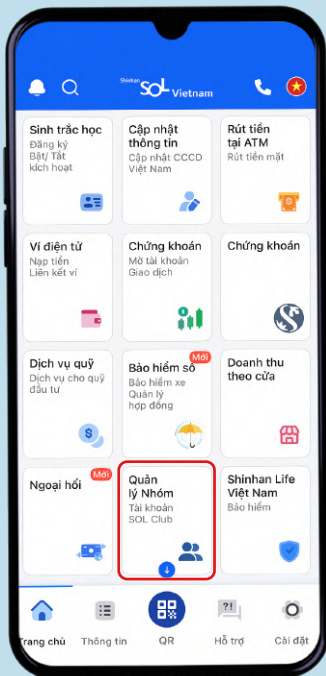 Shinhan
SOL Vietnam
Sinh trắc học
Đăng ký
Bật/ Tắt
kích hoạt
Cập nhật
thông tin
Cập nhật CCCD
Việt Nam
Rút tiền
tại ATM
Rút tiền mặt
Ví điện tử
Nạp tiền
Liên kết ví
Chứng khoán
Mở tài khoản
Giao dịch
Chứng khoán
Dịch vụ quỹ
Dịch vụ cho quỹ
đầu tư
Mới
Bảo hiểm số
Bảo hiểm xe
Quản lý
hợp đồng
Doanh thu
theo cửa
Mới
Ngoại hối
Quản
lý Nhóm
Tài khoản
SOL Club
Shinhan Life
Việt Nam
Bảo hiểm
Trang chủ
Thông tin
QR
?!
Hỗ trợ
Cài đặt